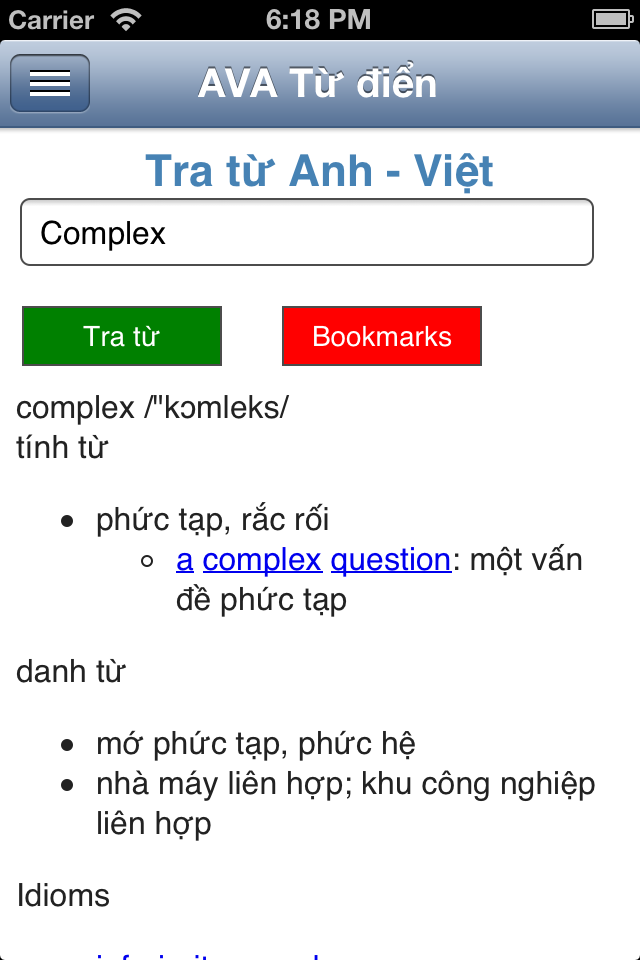 Carrier 6:18 PM
AVA Từ điển
Tra từ Anh - Việt
Complex
Tra từ Bookmarks
complex /"kɔmleks/
tính từ
phức tạp, rắc rối
a complex question: một vấn
đề phức tạp
danh từ
mớ phức tạp, phức hệ
nhà máy liên hợp; khu công nghiệp
liên hợp
Idioms